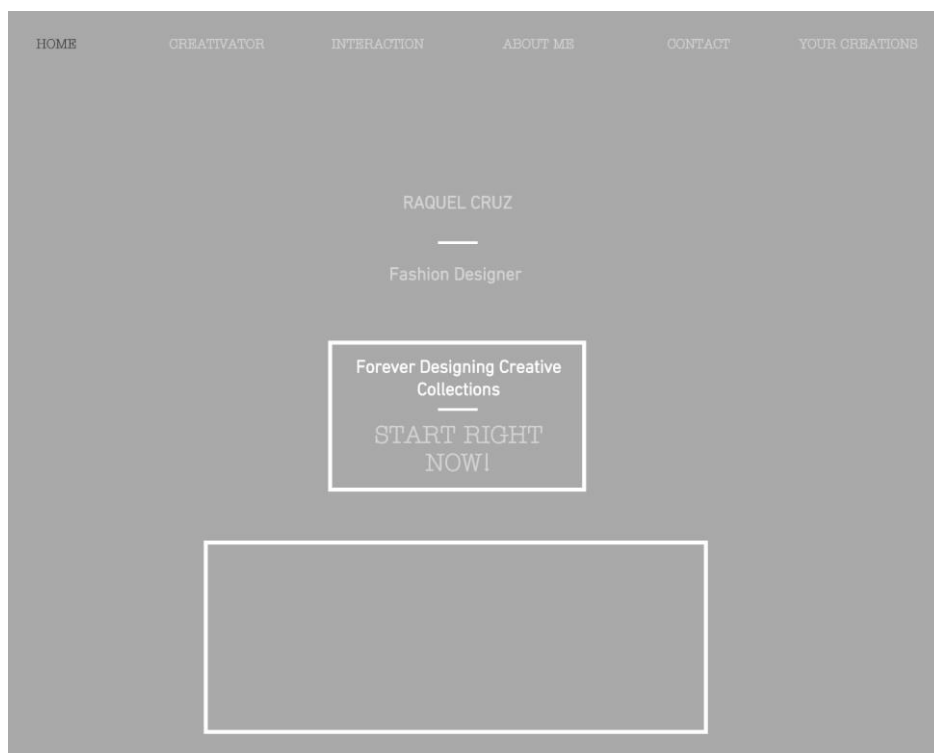 HOME CREATIVATOR INTERACTION ABOUT ME CONTACT YOUR CREATIONS
RAQUEL CRUZ
Fashion Designer
Forever Designing Creative
Collections
START RIGHT
NOW!